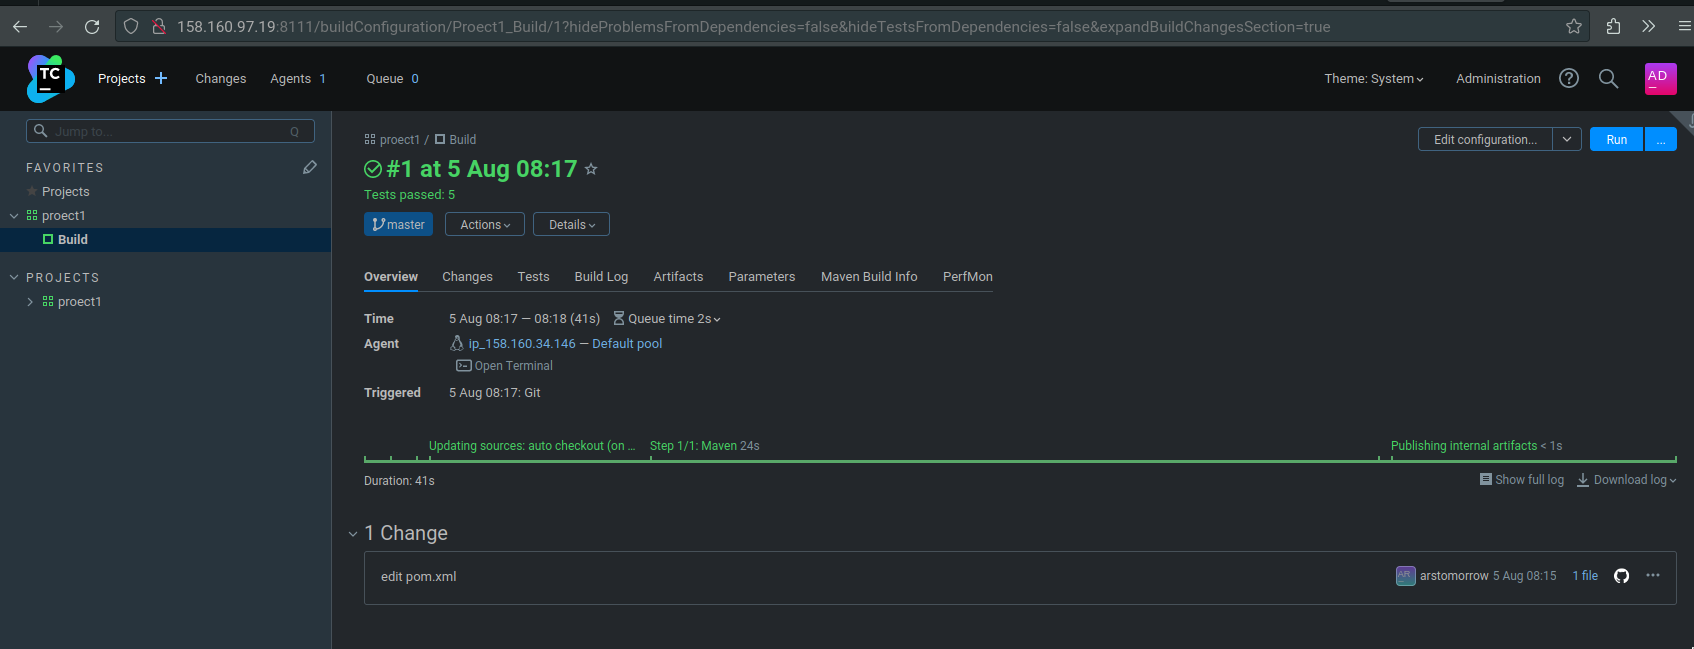 158.160.97.19:8111/buildConfiguration/Proect1_Build/1?hideProblemsFromDependencies=false&hideTestsFromDependencies=false&expandBuildChangesSection=true
TC
Projects + Changes Agents 1 Queue 0 Theme: System Administration ? AD
Jump to... Q
FAVORITES
Projects
proect1
Build
PROJECTS
proect1
proect1 / Build
Edit configuration... Run ...
#1 at 5 Aug 08:17
Tests passed: 5
master Actions Details
Overview Changes Tests Build Log Artifacts Parameters Maven Build Info PerfMon
Time 5 Aug 08:17 – 08:18 (41s) Queue time 2s
Agent ip_158.160.34.146 – Default pool
Open Terminal
Triggered 5 Aug 08:17: Git
Updating sources: auto checkout (on ... Step 1/1: Maven 24s Publishing internal artifacts < 1s
Duration: 41s Show full log Download log
1 Change
edit pom.xml AR arstomorrow 5 Aug 08:15 1 file ...